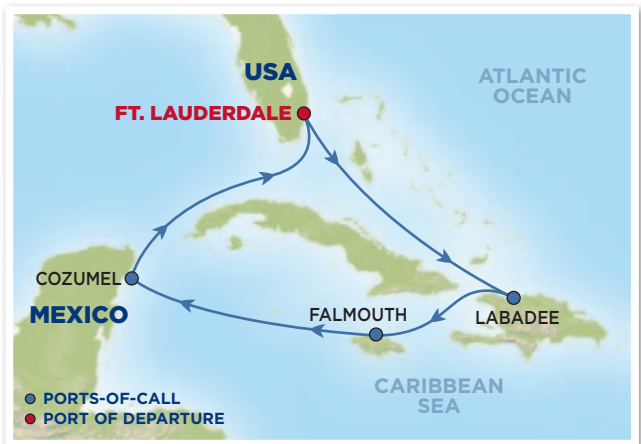 USA
ATLANTIC
OCEAN
FT. LAUDERDALE
COZUMEL
MEXICO
FALMOUTH
LABADEE
CARIBBEAN
SEA
PORTS-OF-CALL
PORT OF DEPARTURE